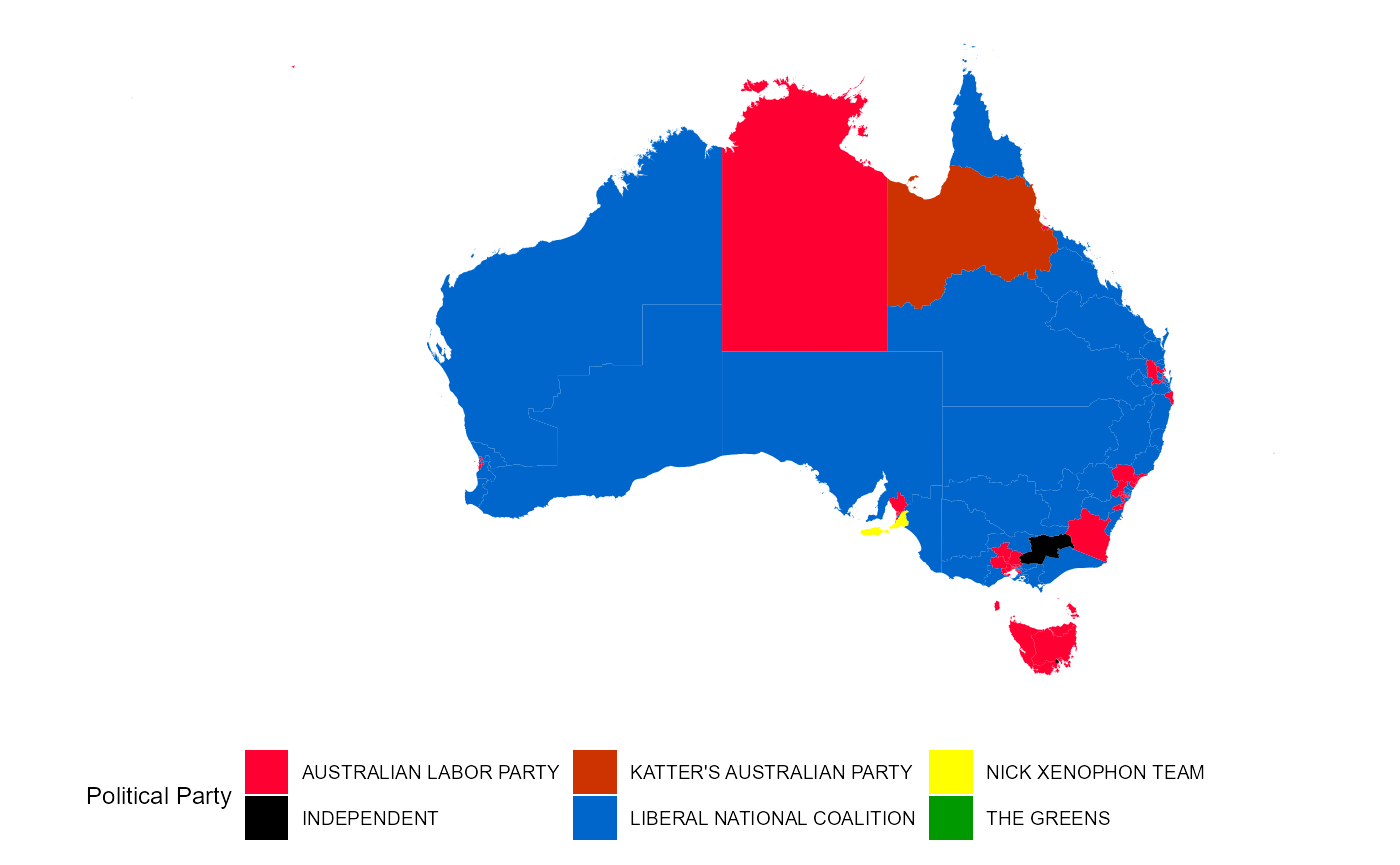 AUSTRALIAN LABOR PARTY KATTER'S AUSTRALIAN PARTY NICK XENOPHON TEAM
Political Party
INDEPENDENT LIBERAL NATIONAL COALITION THE GREENS